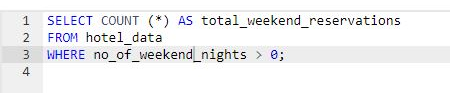 1 SELECT COUNT (*) AS total_weekend_reservations
2 FROM hotel_data
3 WHERE no_of_weekend_nights > 0;
4